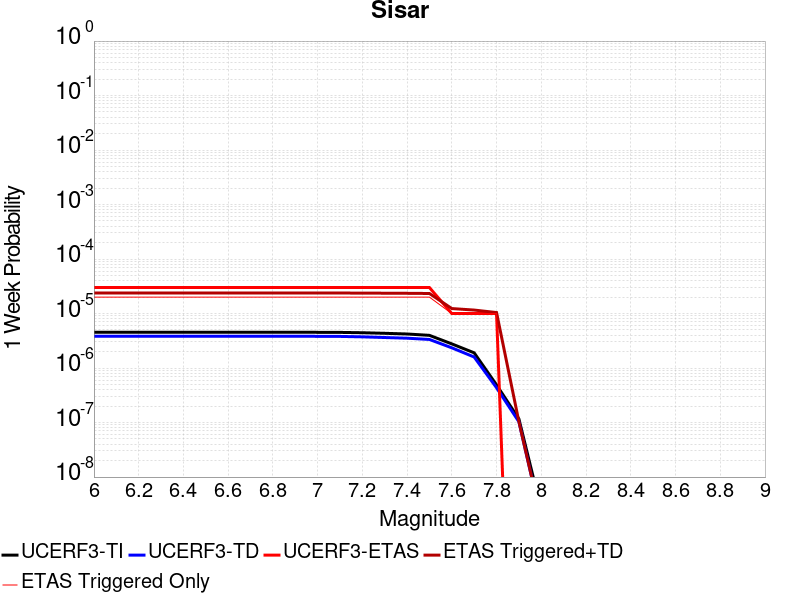 Sisar
10^0
10^-1
10^-2
10^-3
10^-4
10^-5
10^-6
10^-7
10^-8
1 Week Probability
6 6.2 6.4 6.6 6.8 7 7.2 7.4 7.6 7.8 8 8.2 8.4 8.6 8.8 9
Magnitude
UCERF3-TI UCERF3-TD UCERF3-ETAS ETAS Triggered+TD
ETAS Triggered Only